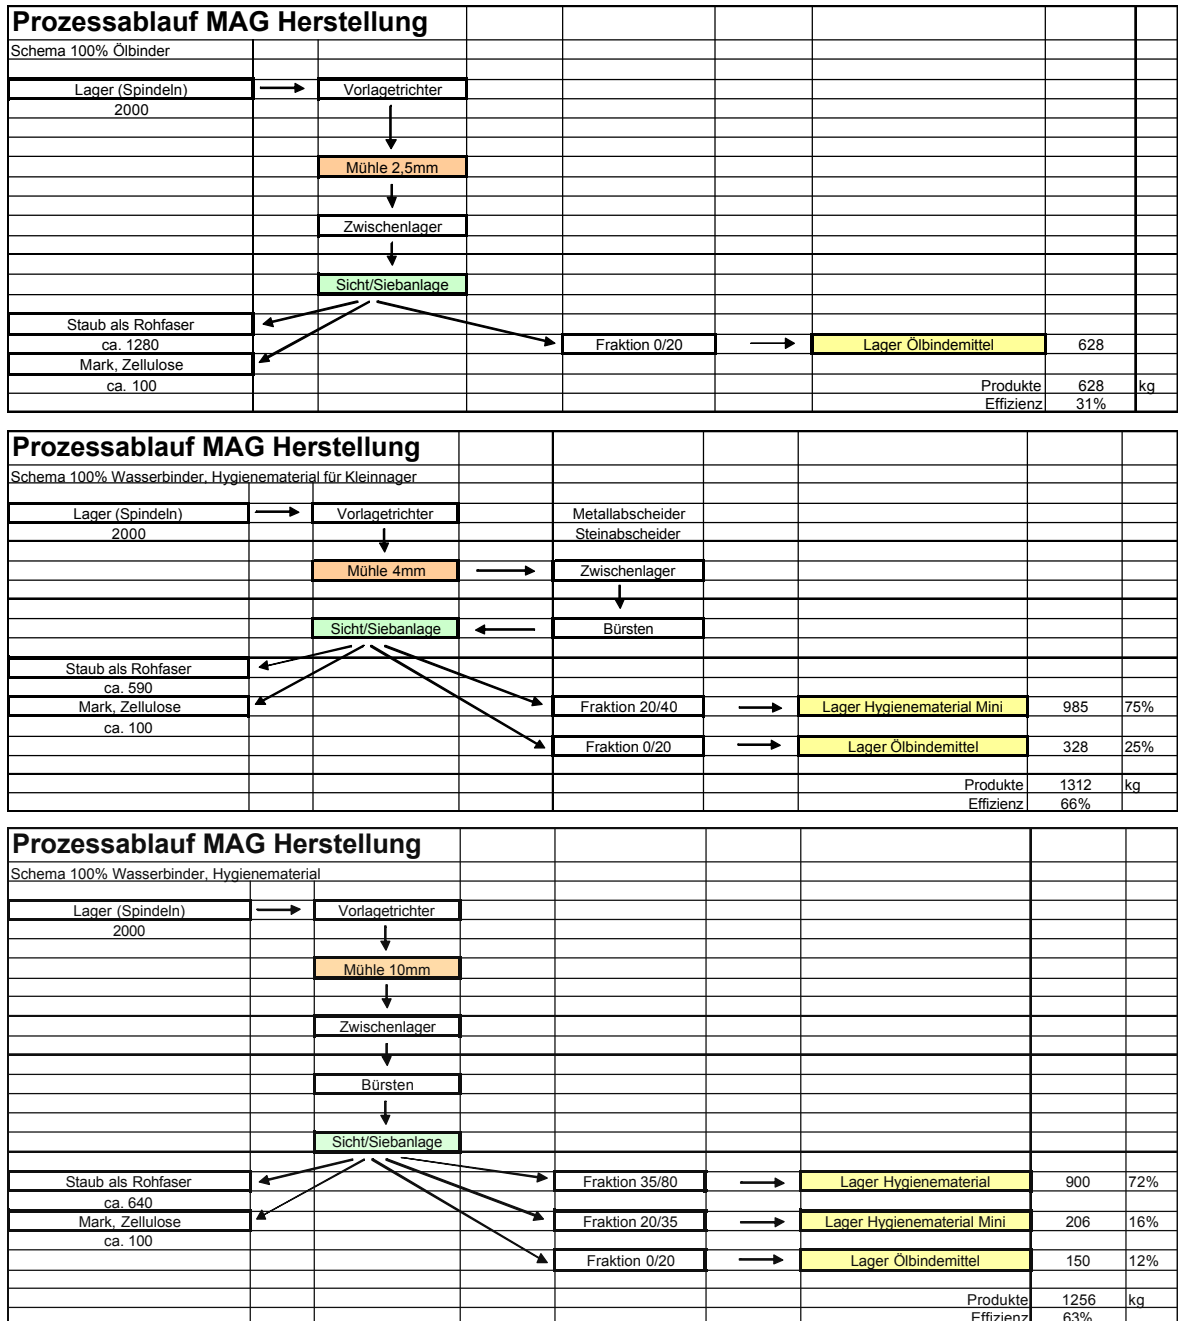 Prozessablauf MAG Herstellung
Schema 100% Ölbinder
Lager (Spindeln) Vorlagetrichter
2000
Mühle 2,5mm
Zwischenlager
Sicht/Siebanlage
Staub als Rohfaser
ca. 1280 Fraktion 0/20 Lager Ölbindemittel 628
Mark, Zellulose
ca. 100 Produkte 628 kg
Effizienz 31%
Prozessablauf MAG Herstellung
Schema 100% Wasserbinder, Hygienematerial für Kleinnager
Lager (Spindeln) Vorlagetrichter Metallabscheider
2000 Steinabscheider
Mühle 4mm Zwischenlager
Sicht/Siebanlage Bürsten
Staub als Rohfaser
ca. 590
Mark, Zellulose Fraktion 20/40 Lager Hygienematerial Mini 985 75%
ca. 100
Fraktion 0/20 Lager Ölbindemittel 328 25%
Produkte 1312 kg
Effizienz 66%
Prozessablauf MAG Herstellung
Schema 100% Wasserbinder, Hygienematerial
Lager (Spindeln) Vorlagetrichter
2000
Mühle 10mm
Zwischenlager
Bürsten
Sicht/Siebanlage
Staub als Rohfaser Fraktion 35/80 Lager Hygienematerial 900 72%
ca. 640
Mark, Zellulose Fraktion 20/35 Lager Hygienematerial Mini 206 16%
ca. 100
Fraktion 0/20 Lager Ölbindemittel 150 12%
Produkte 1256 kg
Effizienz 63%